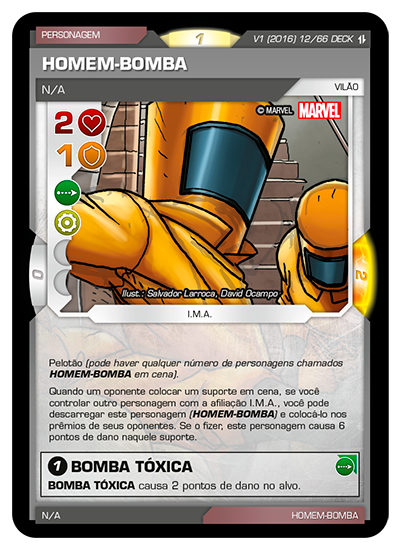 PERSONAGEM
1
V1 (2016) 12/66 DECK
HOMEM-BOMBA
N/A
VILÃO
2
© MARVEL MARVEL
1
0
2
Ilust.: Salvador Larroca, David Ocampo
I.M.A.
Pelotão (pode haver qualquer número de personagens chamados
HOMEM-BOMBA em cena).
Quando um oponente colocar um suporte em cena, se você
controlar outro personagem com a afiliação I.M.A., você pode
descarregar este personagem (HOMEM-BOMBA) e colocá-lo nos
prêmios de seus oponentes. Se o fizer, este personagem causa 6
pontos de dano naquele suporte.
1 BOMBA TÓXICA
BOMBA TÓXICA causa 2 pontos de dano no alvo.
N/A
HOMEM-BOMBA